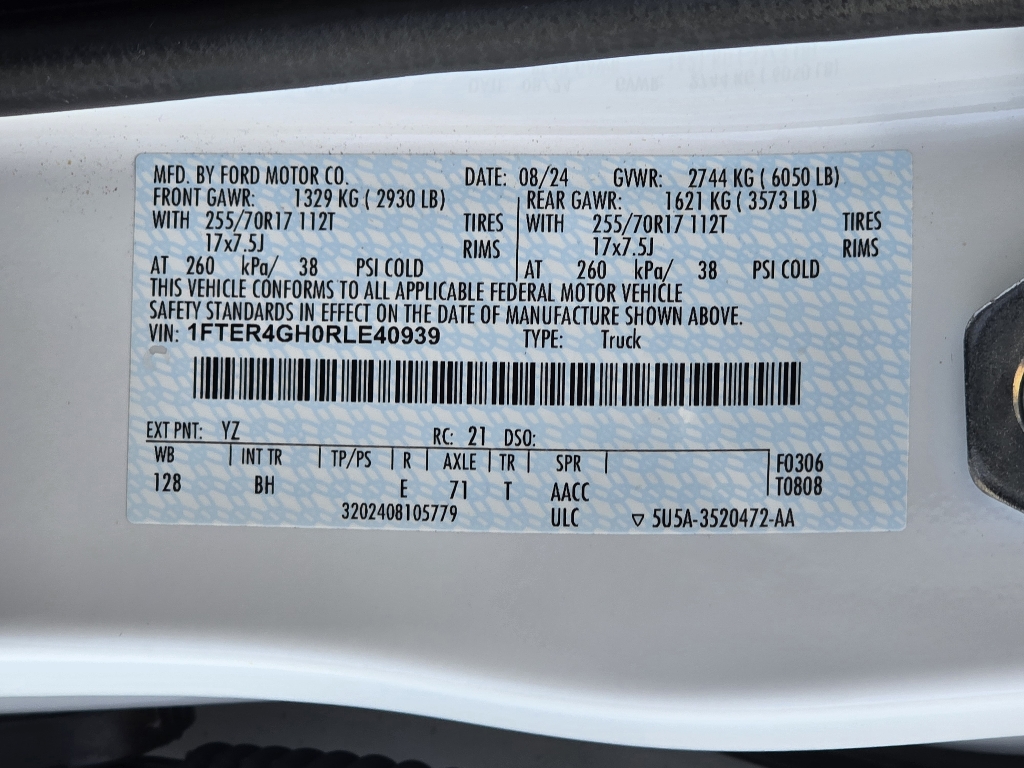 MFD. BY FORD MOTOR CO. DATE: 08/24 GVWR: 2744 KG ( 6050 LB)
FRONT GAWR: 1329 KG ( 2930 LB) REAR GAWR: 1621 KG ( 3573 LB)
WITH 255/70R17 112T TIRES WITH 255/70R17 112T TIRES
17x7.5J RIMS 17x7.5J RIMS
AT 260 kPa/ 38 PSI COLD AT 260 kPa/ 38 PSI COLD
THIS VEHICLE CONFORMS TO ALL APPLICABLE FEDERAL MOTOR VEHICLE
SAFETY STANDARDS IN EFFECT ON THE DATE OF MANUFACTURE SHOWN ABOVE.
VIN: 1FTER4GH0RLE40939 TYPE: Truck
EXT PNT: YZ RC: 21 DSO:
WB | INT TR | TP/PS | R | AXLE | TR | SPR | F0306
128 BH E 71 T AACC T0808
3202408105779 ULC ▽ 5U5A-3520472-AA